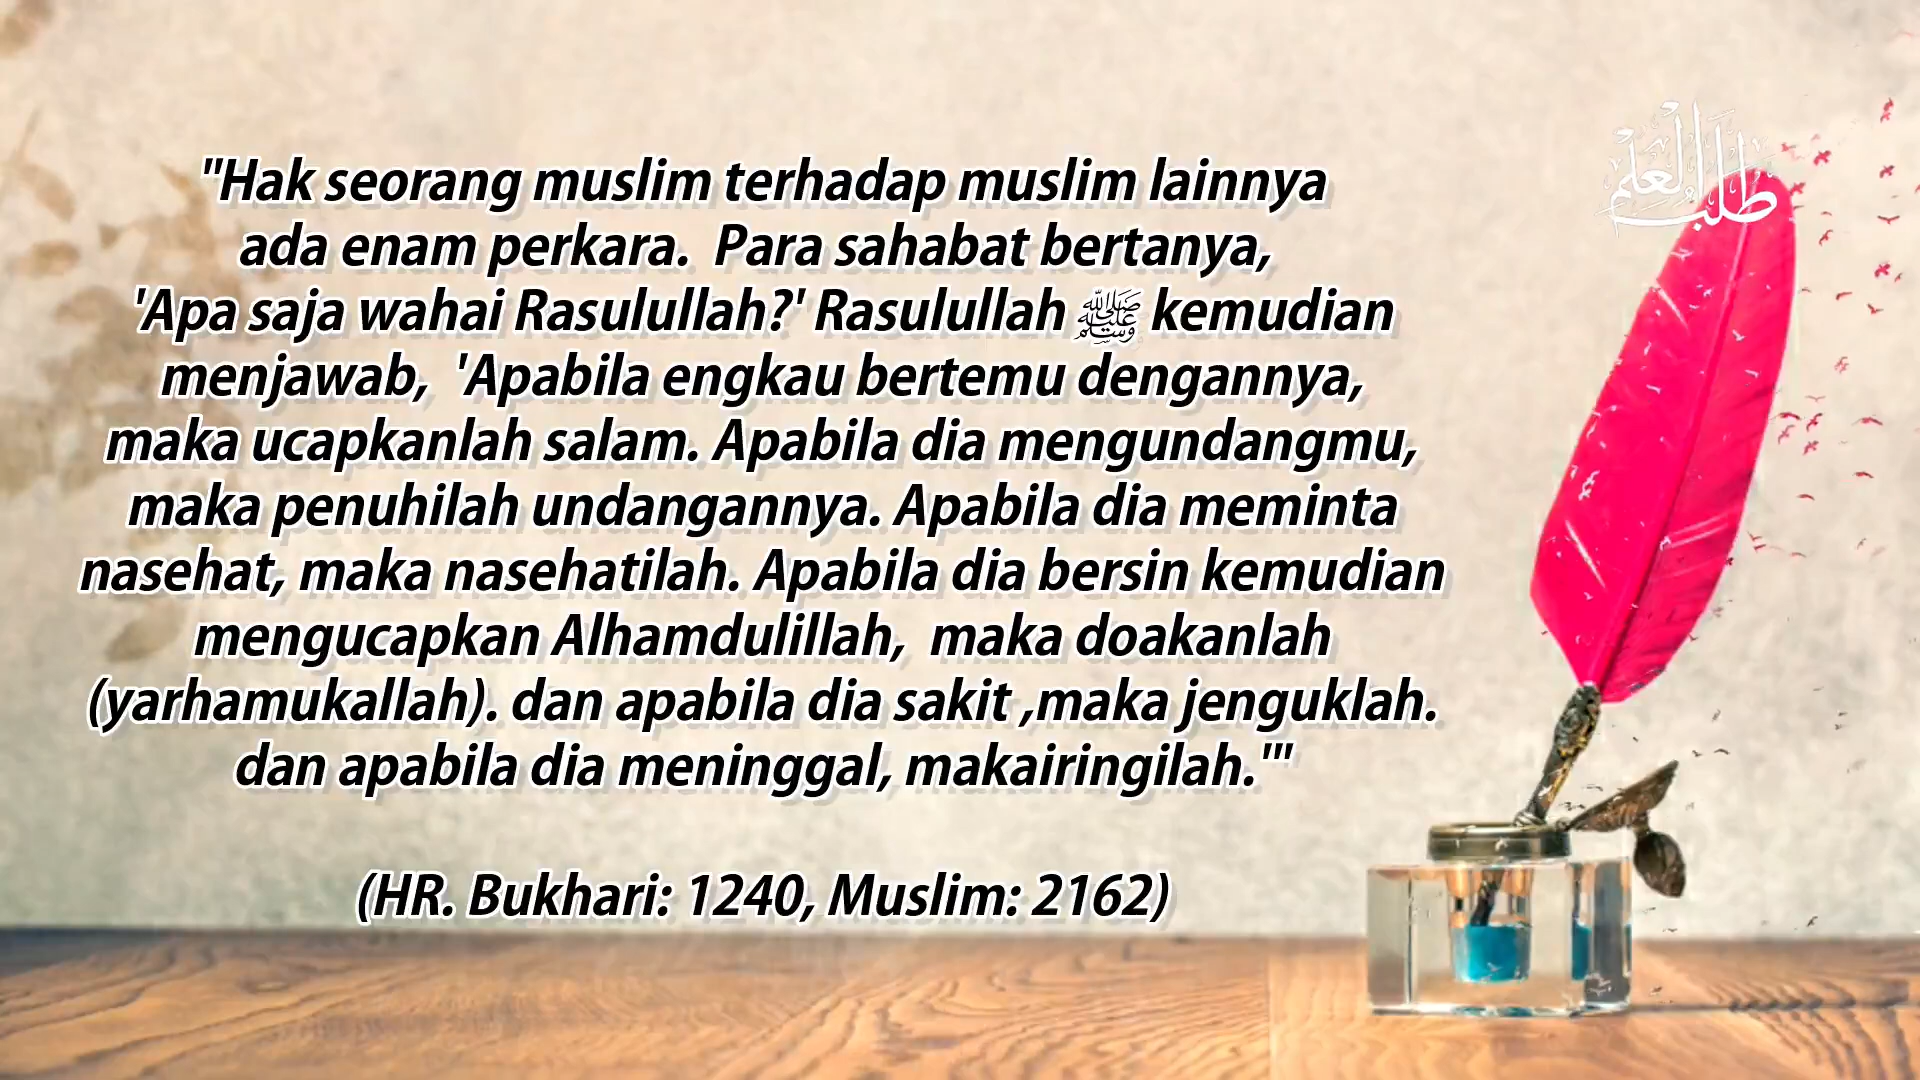 "Hak seorang muslim terhadap muslim lainnya
ada enam perkara.  Para sahabat bertanya,
'Apa saja wahai Rasulullah?' Rasulullah ﷺ kemudian
menjawab,  'Apabila engkau bertemu dengannya,
maka ucapkanlah salam. Apabila dia mengundangmu,
maka penuhilah undangannya. Apabila dia meminta
nasehat, maka nasehatilah. Apabila dia bersin kemudian
mengucapkan Alhamdulillah,  maka doakanlah
(yarhamukallah). dan apabila dia sakit ,maka jenguklah.
dan apabila dia meninggal, makairingilah.'"
(HR. Bukhari: 1240, Muslim: 2162)
طَلَبُ الْعِلْمِ